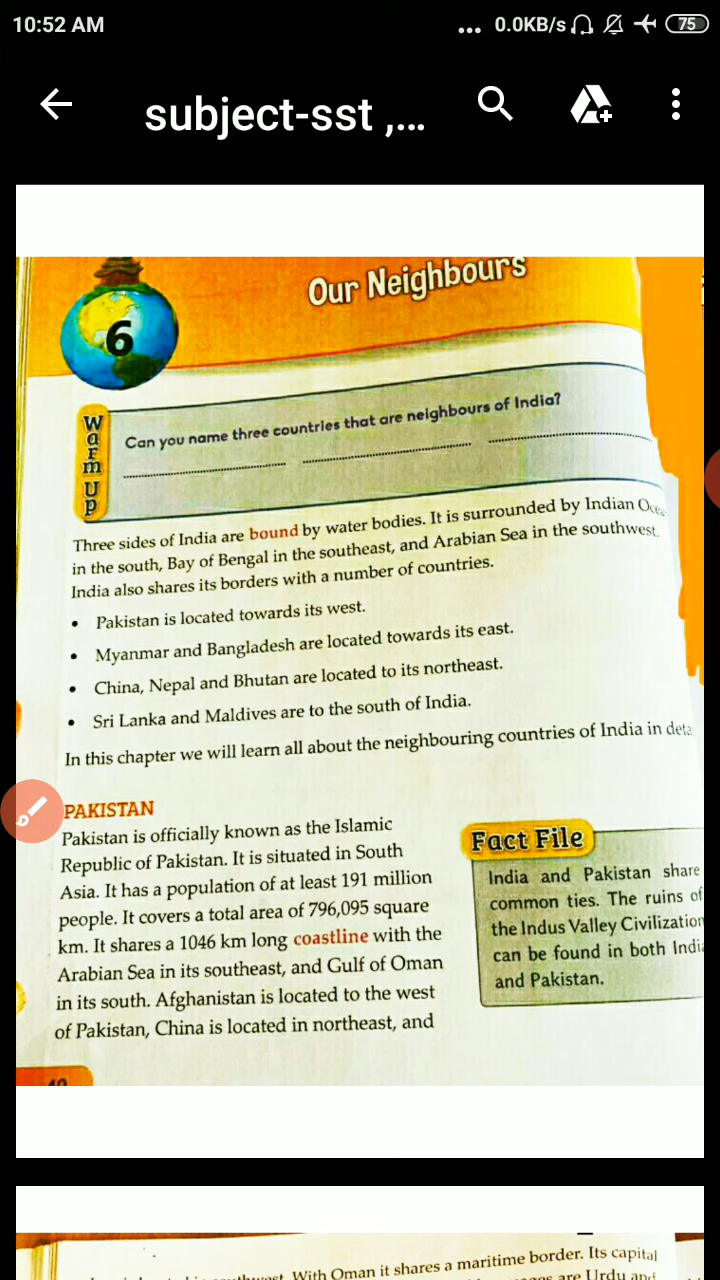 10:52 AM
... 0.0KB/s 75
subject-sst ,...
Our Neighbours
6
Warm Up
Can you name three countries that are neighbours of India?
Three sides of India are bound by water bodies. It is surrounded by Indian
in the south, Bay of Bengal in the southeast, and Arabian Sea in the southwest.
India also shares its borders with a number of countries.
• Pakistan is located towards its west.
• Myanmar and Bangladesh are located towards its east.
• China, Nepal and Bhutan are located to its northeast.
• Sri Lanka and Maldives are to the south of India.
In this chapter we will learn all about the neighbouring countries of India in
PAKISTAN
Pakistan is officially known as the Islamic
Republic of Pakistan. It is situated in South
Asia. It has a population of at least 191 million
people. It covers a total area of 796,095 square
km. It shares a 1046 km long coastline with the
Arabian Sea in its southeast, and Gulf of Oman
in its south. Afghanistan is located to the west
of Pakistan, China is located in northeast, and
Fact File
India and Pakistan share
common ties. The ruins of
the Indus Valley Civilization
can be found in both
and Pakistan.
With Oman it shares a maritime border. Its capital
are Urdu and